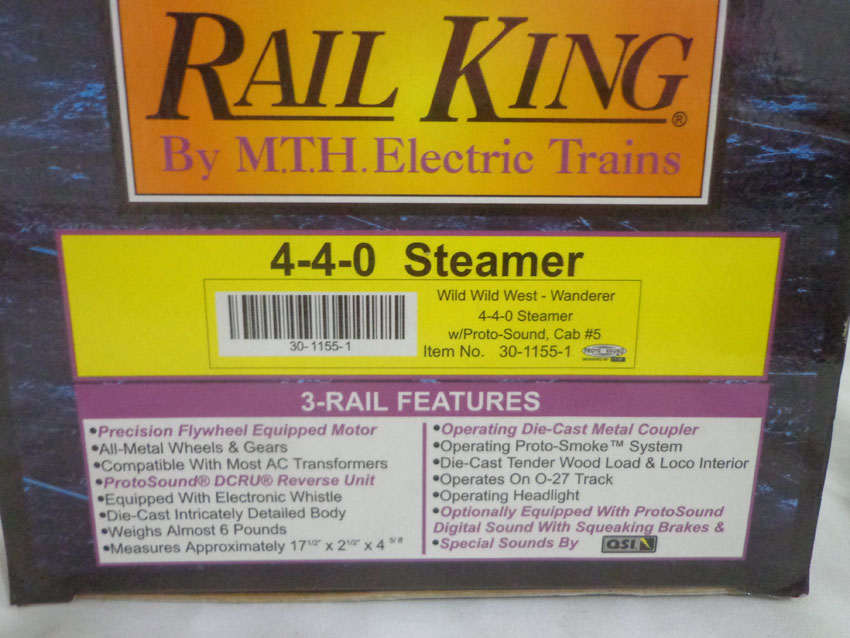 RAIL KING®
By M.T.H. Electric Trains
4-4-0 Steamer
Wild Wild West - Wanderer
4-4-0 Steamer
w/Proto-Sound, Cab #5
30-1155-1
Item No. 30-1155-1
PROTO SOUND
3-RAIL FEATURES
•Precision Flywheel Equipped Motor
•All-Metal Wheels & Gears
•Compatible With Most AC Transformers
•ProtoSound® DCRU® Reverse Unit
•Equipped With Electronic Whistle
•Die-Cast Intricately Detailed Body
•Weighs Almost 6 Pounds
•Measures Approximately 17 1/2" x 2 1/2" x 4 5/8
•Operating Die-Cast Metal Coupler
•Operating Proto-Smoke™ System
•Die-Cast Tender Wood Load & Loco Interior
•Operates On O-27 Track
•Operating Headlight
•Optionally Equipped With ProtoSound
Digital Sound With Squeaking Brakes &
•Special Sounds By QSI